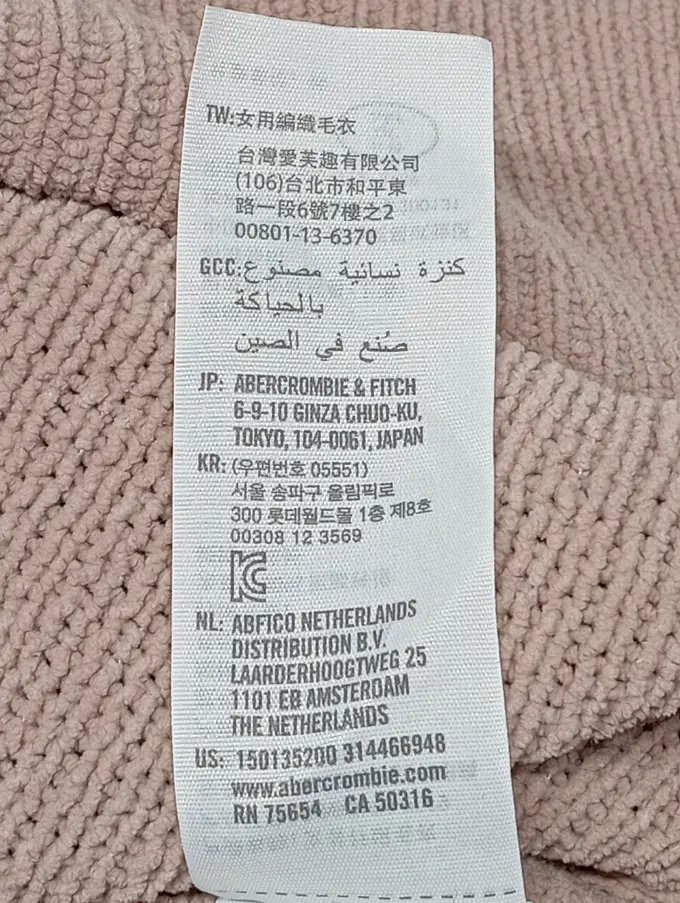 TW:女用編織毛衣
台灣愛芙趣有限公司
(106)台北市和平東
路一段6號7樓之2
00801-13-6370
GCC:كنزة نسائية مصنوع
بالحياكة
صُنع في الصين
JP: ABERCROMBIE & FITCH
6-9-10 GINZA CHUO-KU,
TOKYO, 104-0061, JAPAN
KR: (우편번호 05551)
서울 송파구 올림픽로
300 롯데월드몰 1층 제8호
00308 12 3569
NL: ABFICO NETHERLANDS
DISTRIBUTION B.V.
LAARDERHOOGTWEG 25
1101 EB AMSTERDAM
THE NETHERLANDS
US: 150135200 314466948
www.abercrombie.com
RN 75654 CA 50316